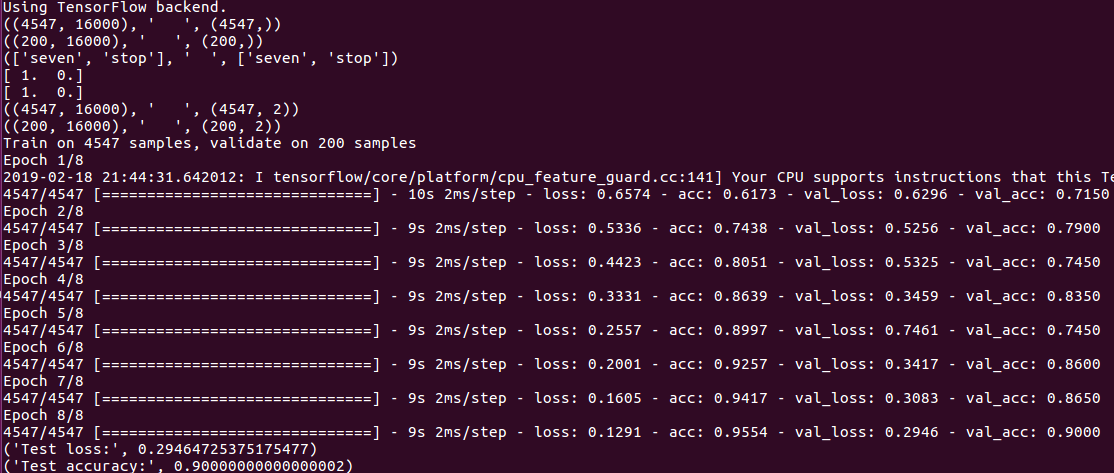 Using TensorFlow backend.
((4547, 16000), '   ', (4547,))
((200, 16000), '   ', (200,))
(['seven', 'stop'], '  ', ['seven', 'stop'])
[ 1.  0.]
[ 1.  0.]
((4547, 16000), '   ', (4547, 2))
((200, 16000), '   ', (200, 2))
Train on 4547 samples, validate on 200 samples
Epoch 1/8
2019-02-18 21:44:31.642012: I tensorflow/core/platform/cpu_feature_guard.cc:141] Your CPU supports instructions that this Te
4547/4547 [==============================] - 10s 2ms/step - loss: 0.6574 - acc: 0.6173 - val_loss: 0.6296 - val_acc: 0.7150
Epoch 2/8
4547/4547 [==============================] - 9s 2ms/step - loss: 0.5336 - acc: 0.7438 - val_loss: 0.5256 - val_acc: 0.7900
Epoch 3/8
4547/4547 [==============================] - 9s 2ms/step - loss: 0.4423 - acc: 0.8051 - val_loss: 0.5325 - val_acc: 0.7450
Epoch 4/8
4547/4547 [==============================] - 9s 2ms/step - loss: 0.3331 - acc: 0.8639 - val_loss: 0.3459 - val_acc: 0.8350
Epoch 5/8
4547/4547 [==============================] - 9s 2ms/step - loss: 0.2557 - acc: 0.8997 - val_loss: 0.7461 - val_acc: 0.7450
Epoch 6/8
4547/4547 [==============================] - 9s 2ms/step - loss: 0.2001 - acc: 0.9257 - val_loss: 0.3417 - val_acc: 0.8600
Epoch 7/8
4547/4547 [==============================] - 9s 2ms/step - loss: 0.1605 - acc: 0.9417 - val_loss: 0.3083 - val_acc: 0.8650
Epoch 8/8
4547/4547 [==============================] - 9s 2ms/step - loss: 0.1291 - acc: 0.9554 - val_loss: 0.2946 - val_acc: 0.9000
('Test loss:', 0.29464725375175477)
('Test accuracy:', 0.90000000000000002)